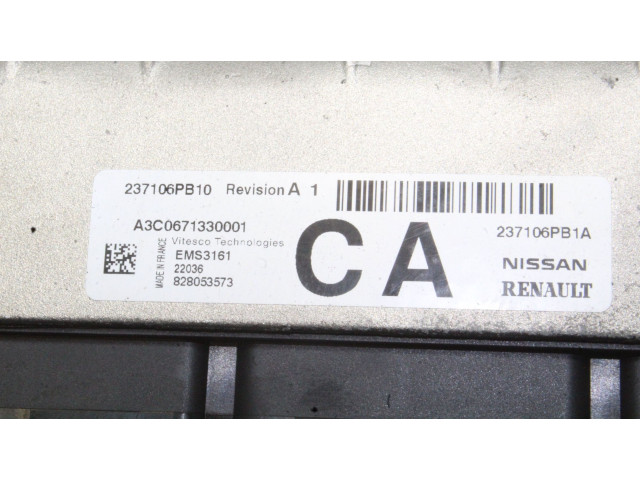 237106PB10 Revision A 1
A3C0671330001
Vitesco Technologies
EMS3161
22036
828053573
MADE IN FRANCE
CA
237106PB1A
NISSAN
RENAULT